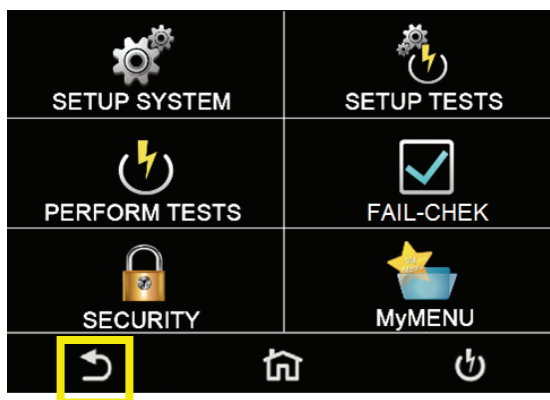 SETUP SYSTEM
SETUP TESTS
PERFORM TESTS
FAIL-CHEK
SECURITY
MyMENU